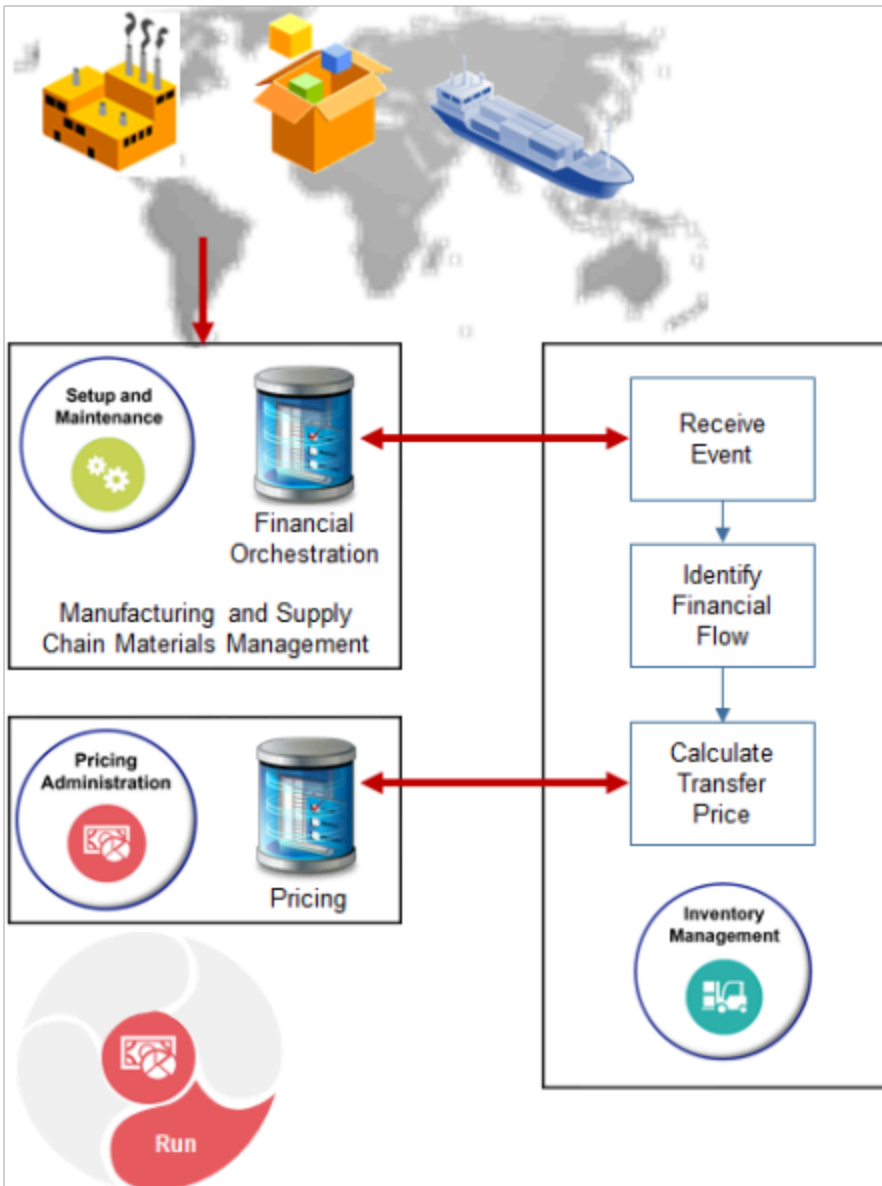 Setup and
Maintenance
Financial
Orchestration
Manufacturing and Supply
Chain Materials Management
Receive
Event
Identify
Financial
Flow
Pricing
Administration
Pricing
Calculate
Transfer
Price
Inventory
Management
Run